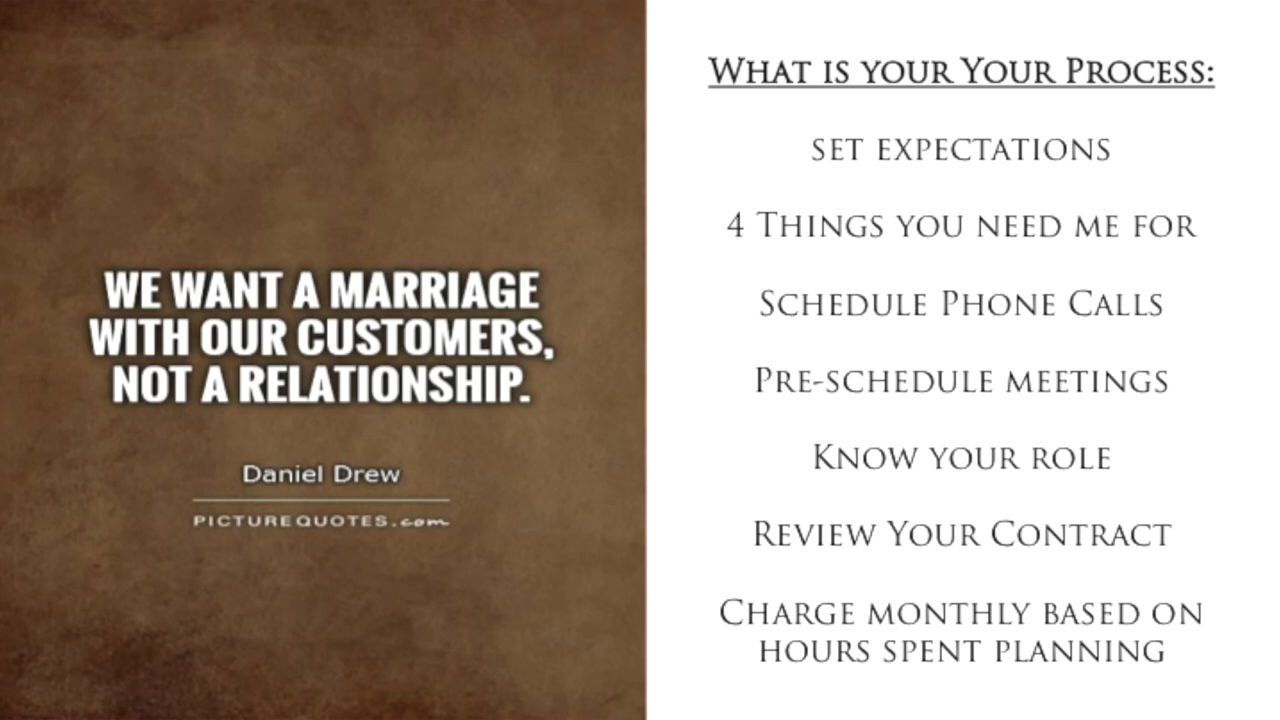 WE WANT A MARRIAGE
WITH OUR CUSTOMERS,
NOT A RELATIONSHIP.
Daniel Drew
PICTUREQUOTES.com
WHAT IS YOUR YOUR PROCESS:
SET EXPECTATIONS
4 THINGS YOU NEED ME FOR
SCHEDULE PHONE CALLS
PRE-SCHEDULE MEETINGS
KNOW YOUR ROLE
REVIEW YOUR CONTRACT
CHARGE MONTHLY BASED ON
HOURS SPENT PLANNING